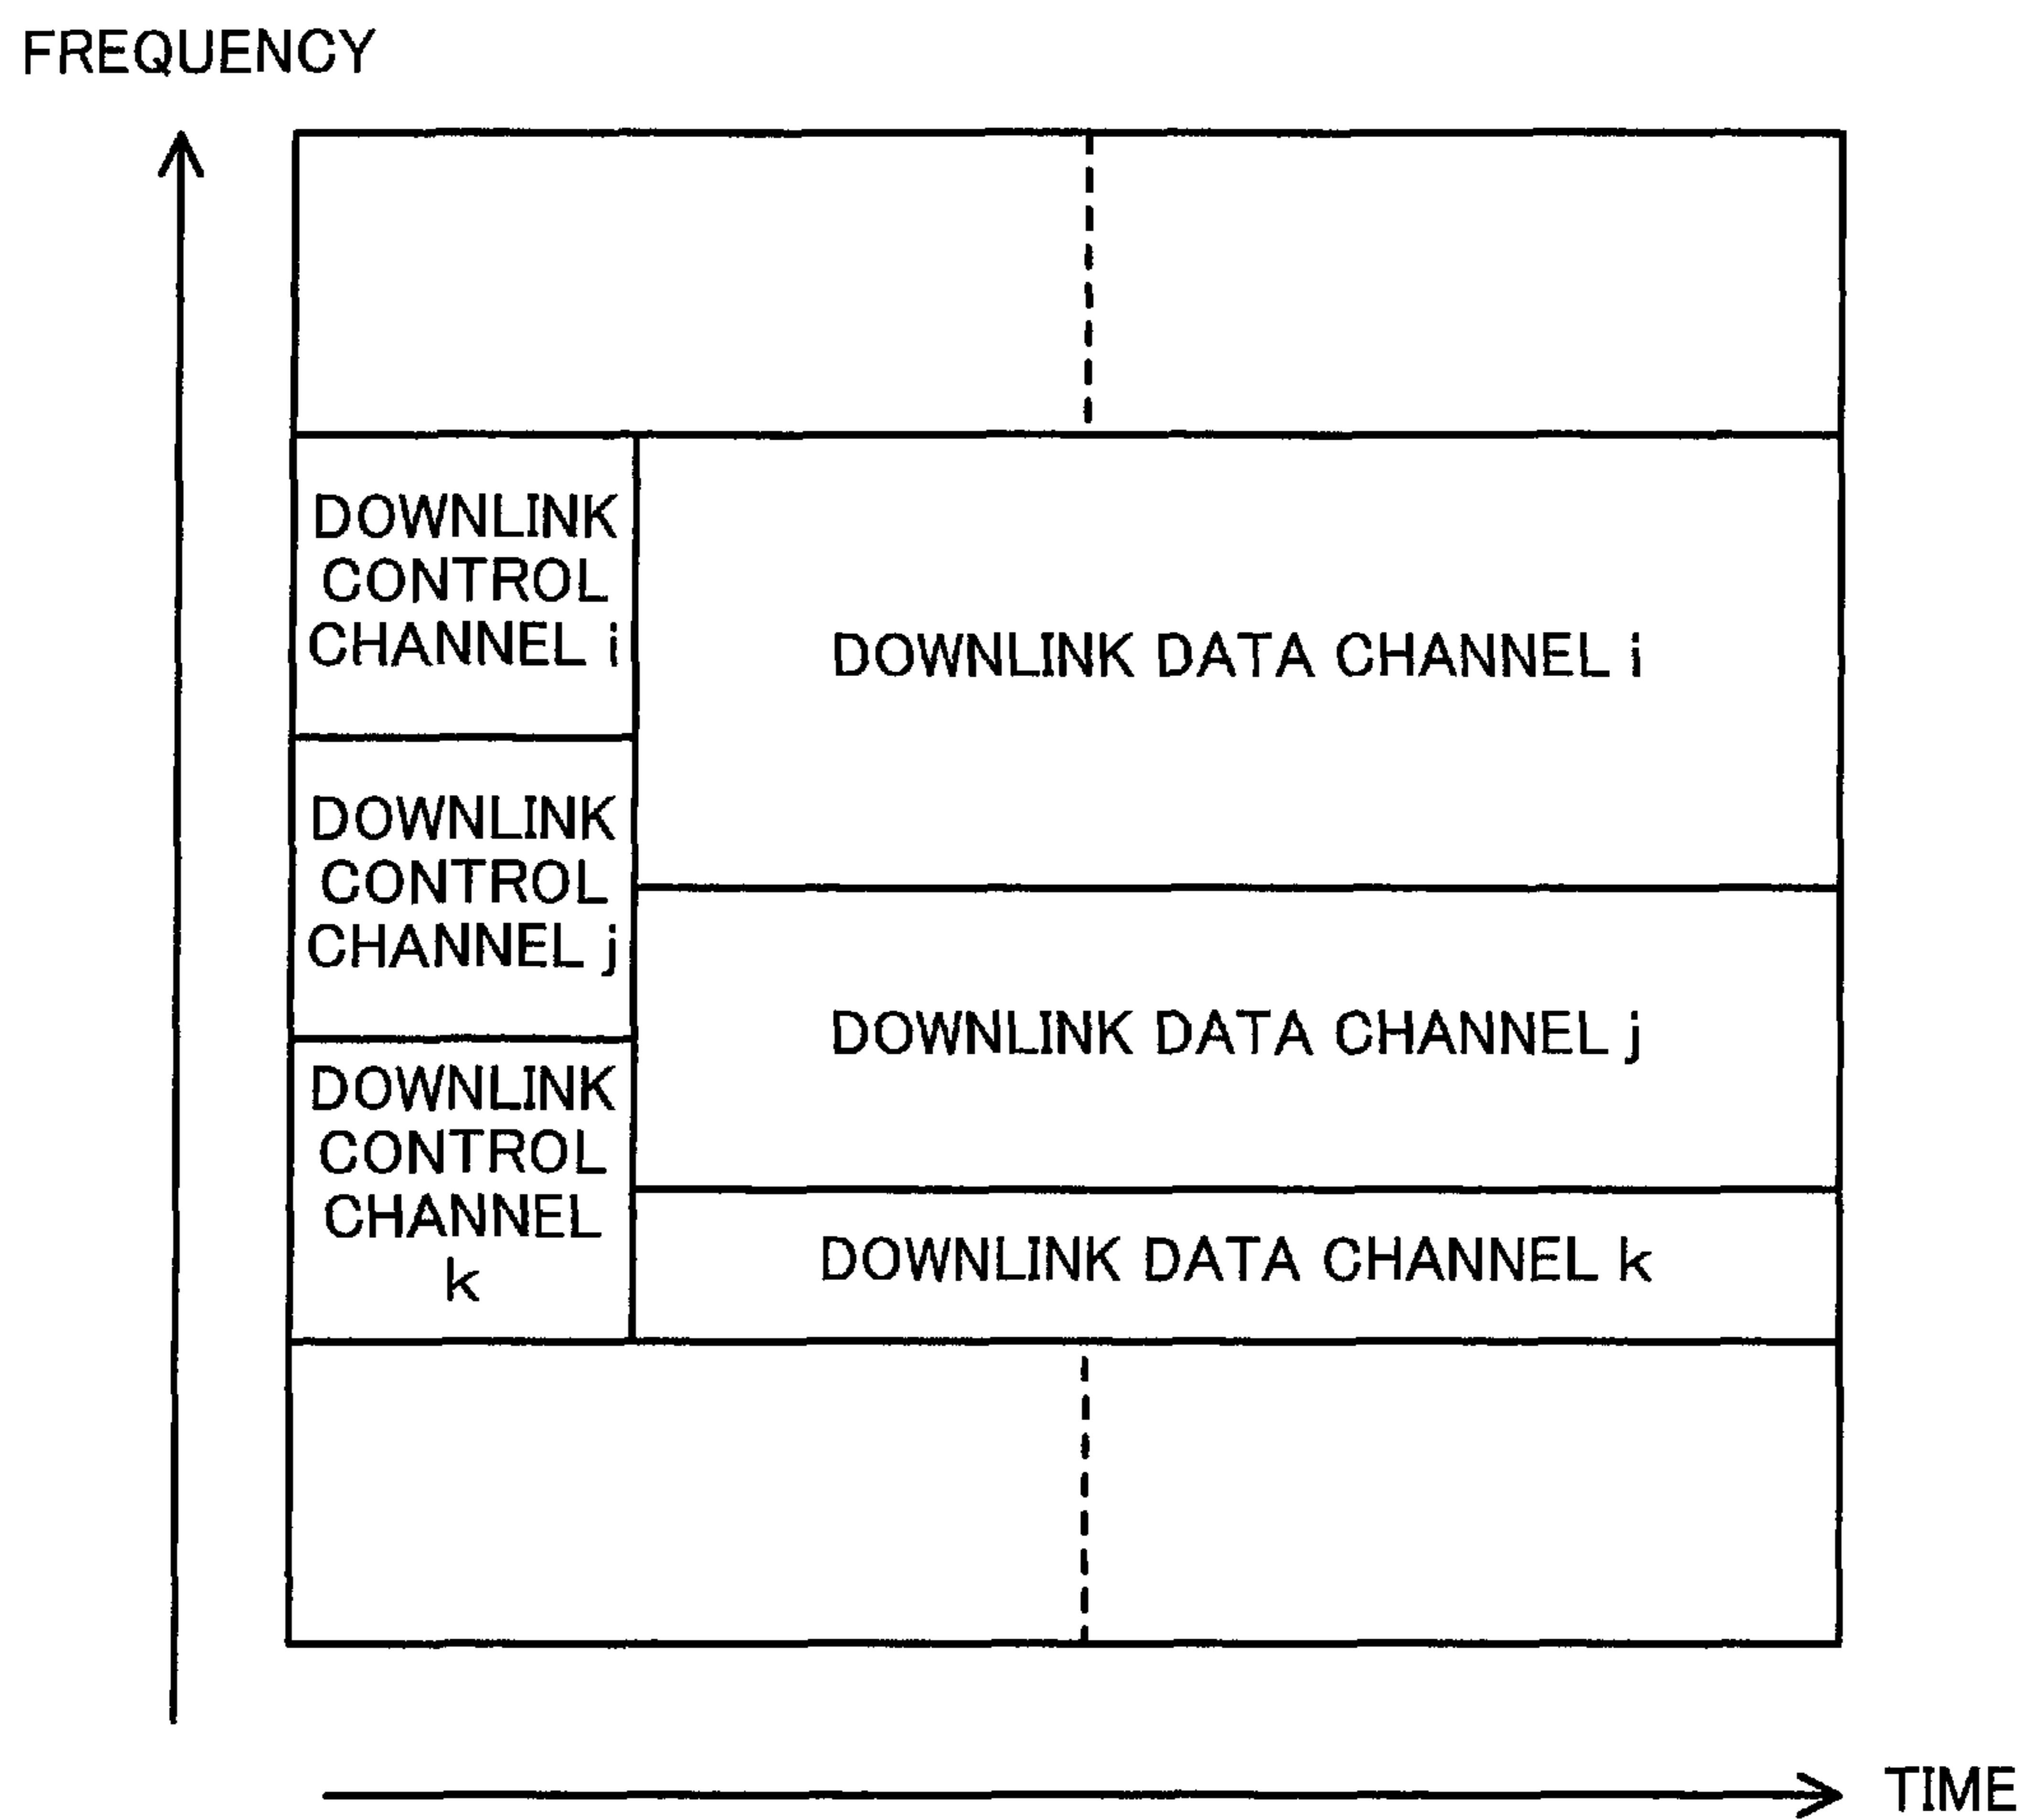 FREQUENCY
DOWNLINK
CONTROL
CHANNEL i
DOWNLINK DATA CHANNEL i
DOWNLINK
CONTROL
CHANNEL j
DOWNLINK DATA CHANNEL j
DOWNLINK
CONTROL
CHANNEL
k
DOWNLINK DATA CHANNEL k
TIME